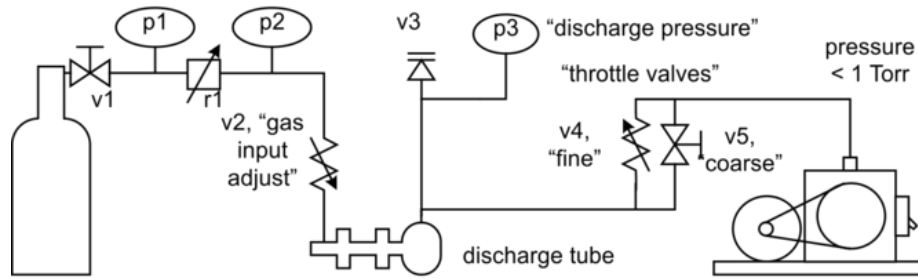 p1
p2
v3
p3
“discharge pressure”
pressure
< 1 Torr
“throttle valves”
v1
r1
v2, “gas
input
adjust”
v4,
“fine”
v5,
“coarse”
discharge tube